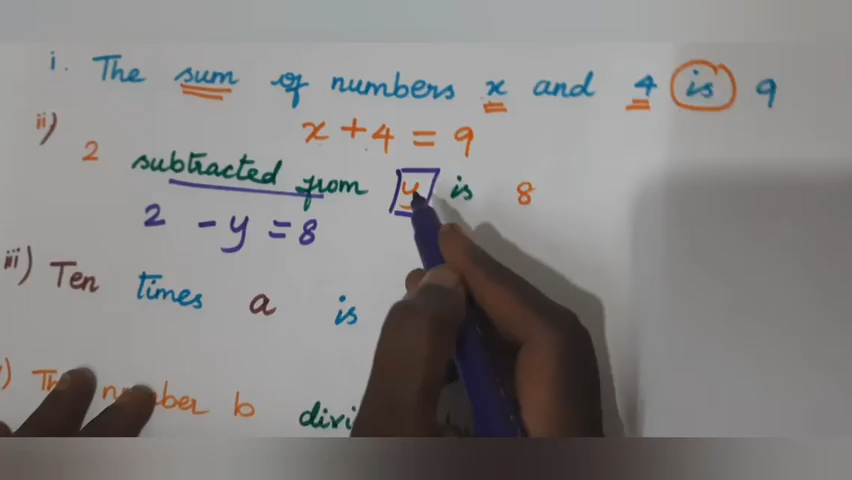 i. The sum of numbers x and 4 is 9
x + 4 = 9
ii) 2 subtracted from y is 8
2 - y = 8
iii) Ten times a is
number b